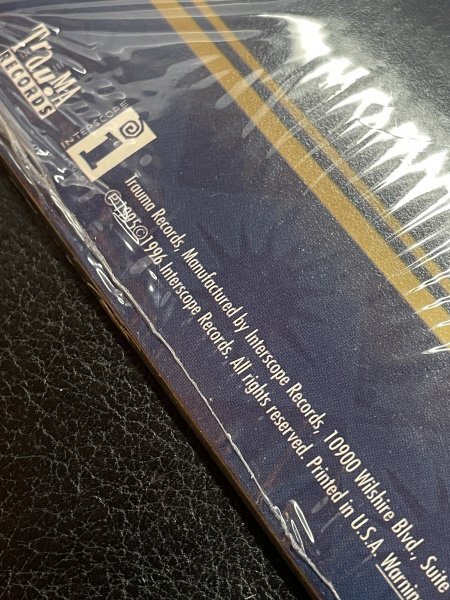 TrauMA
RECORDS
INTERSCOPE
I
Trauma Records, Manufactured by Interscope Records, 10900 Wilshire Blvd., Suite
℗1995©1996 Interscope Records. All rights reserved. Printed in U.S.A. Warnin